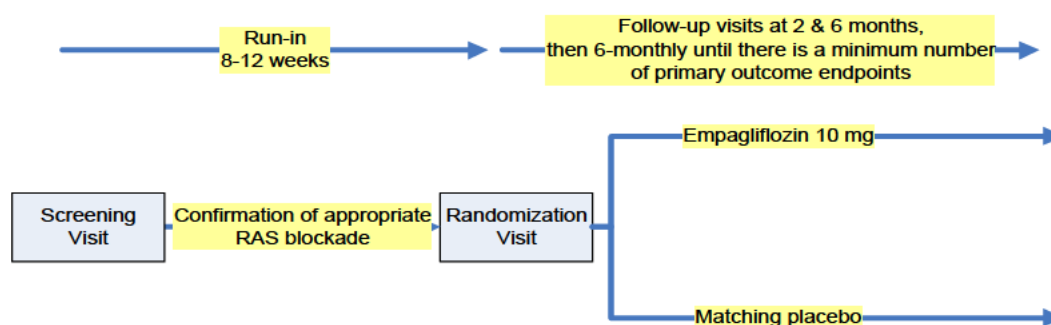 Run-in
8-12 weeks
Follow-up visits at 2 & 6 months,
then 6-monthly until there is a minimum number
of primary outcome endpoints
Empagliflozin 10 mg
Screening
Visit
Confirmation of appropriate
RAS blockade
Randomization
Visit
Matching placebo